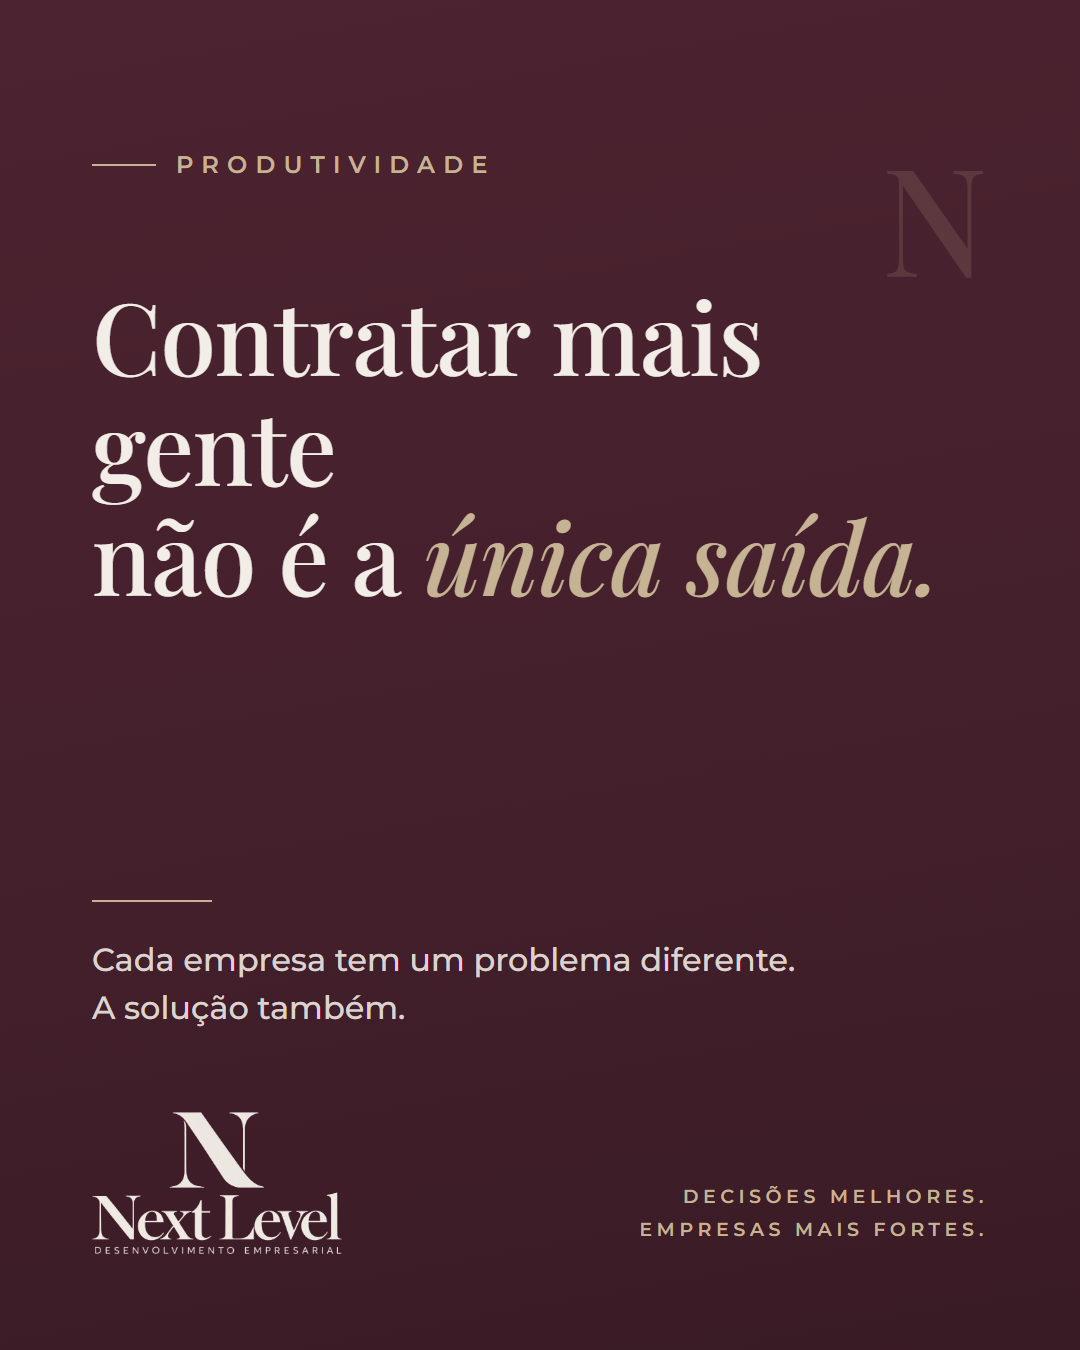 PRODUTIVIDADE
N
Contratar mais
gente
não é a única saída.
Cada empresa tem um problema diferente.
A solução também.
N
Next Level
DESENVOLVIMENTO EMPRESARIAL
DECISÕES MELHORES.
EMPRESAS MAIS FORTES.